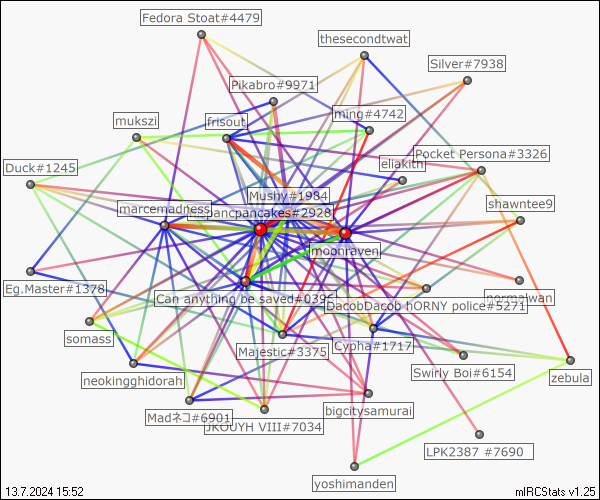 Fedora Stoat#4479
thesecondtwat
Silver#7938
Pikabro#9971
ming#4742
mukszi
frisout
Pocket Persona#3326
eliakith
Duck#1245
Mushy#1984
shawntee9
marcemadness
pancpancakes#2928
moonraven
Eg.Master#1378
Can anything be saved#0396
DacobDacob hORNY police#5271
normalwan
somass
Majestic#3375
Cypha#1717
Swirly Boi#6154
zebula
neokingghidorah
Madネコ#6901
JKOUYH VIII#7034
bigcitysamurai
LPK2387 #7690
yoshimanden
13.7.2024 15:52
mIRCStats v1.25